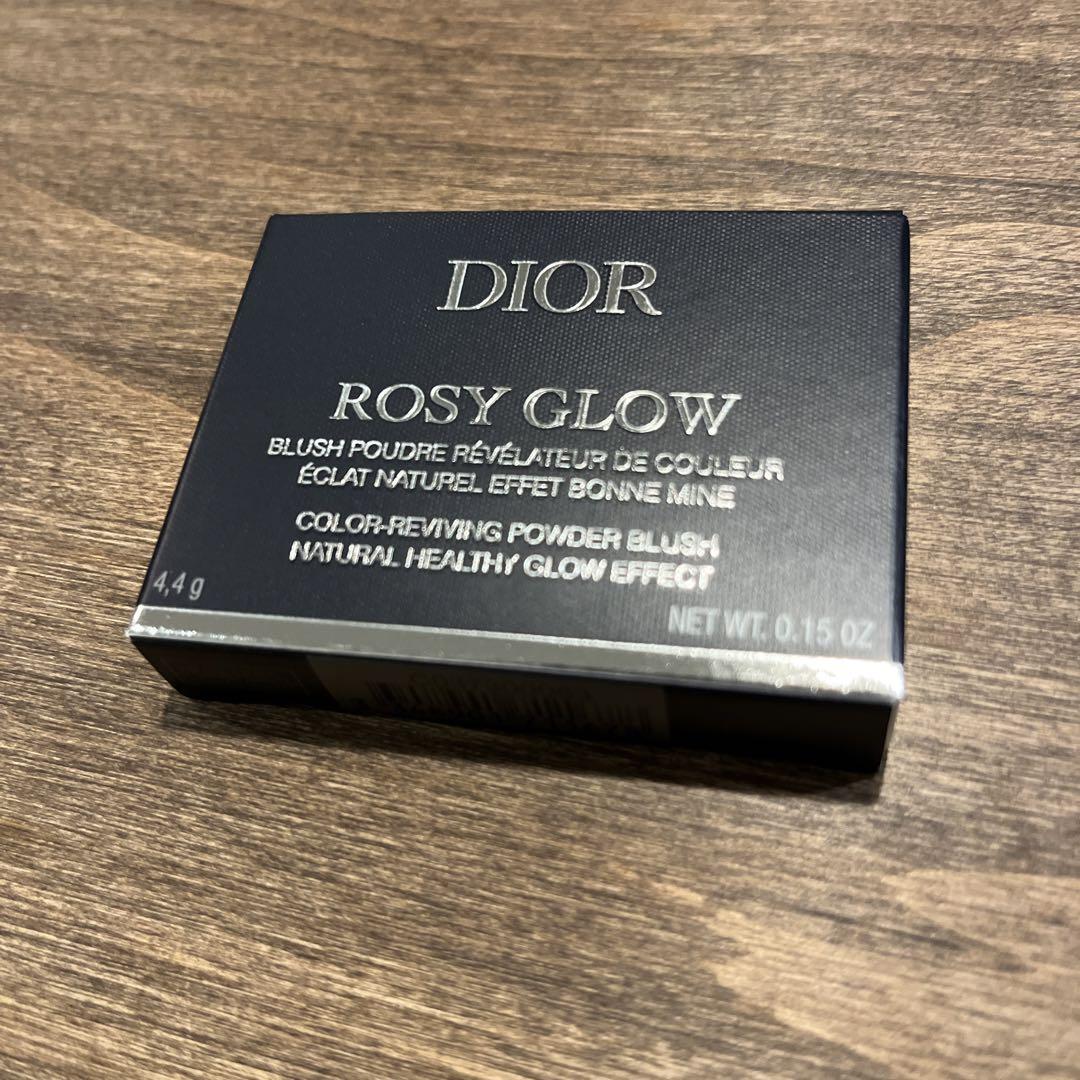 DIOR
ROSY GLOW
BLUSH POUDRE RÉVÉLATEUR DE COULEUR
ÉCLAT NATUREL EFFET BONNE MINE
COLOR-REVIVING POWDER BLUSH
NATURAL HEALTHY GLOW EFFECT
4,4 g
NET WT. 0.15 OZ